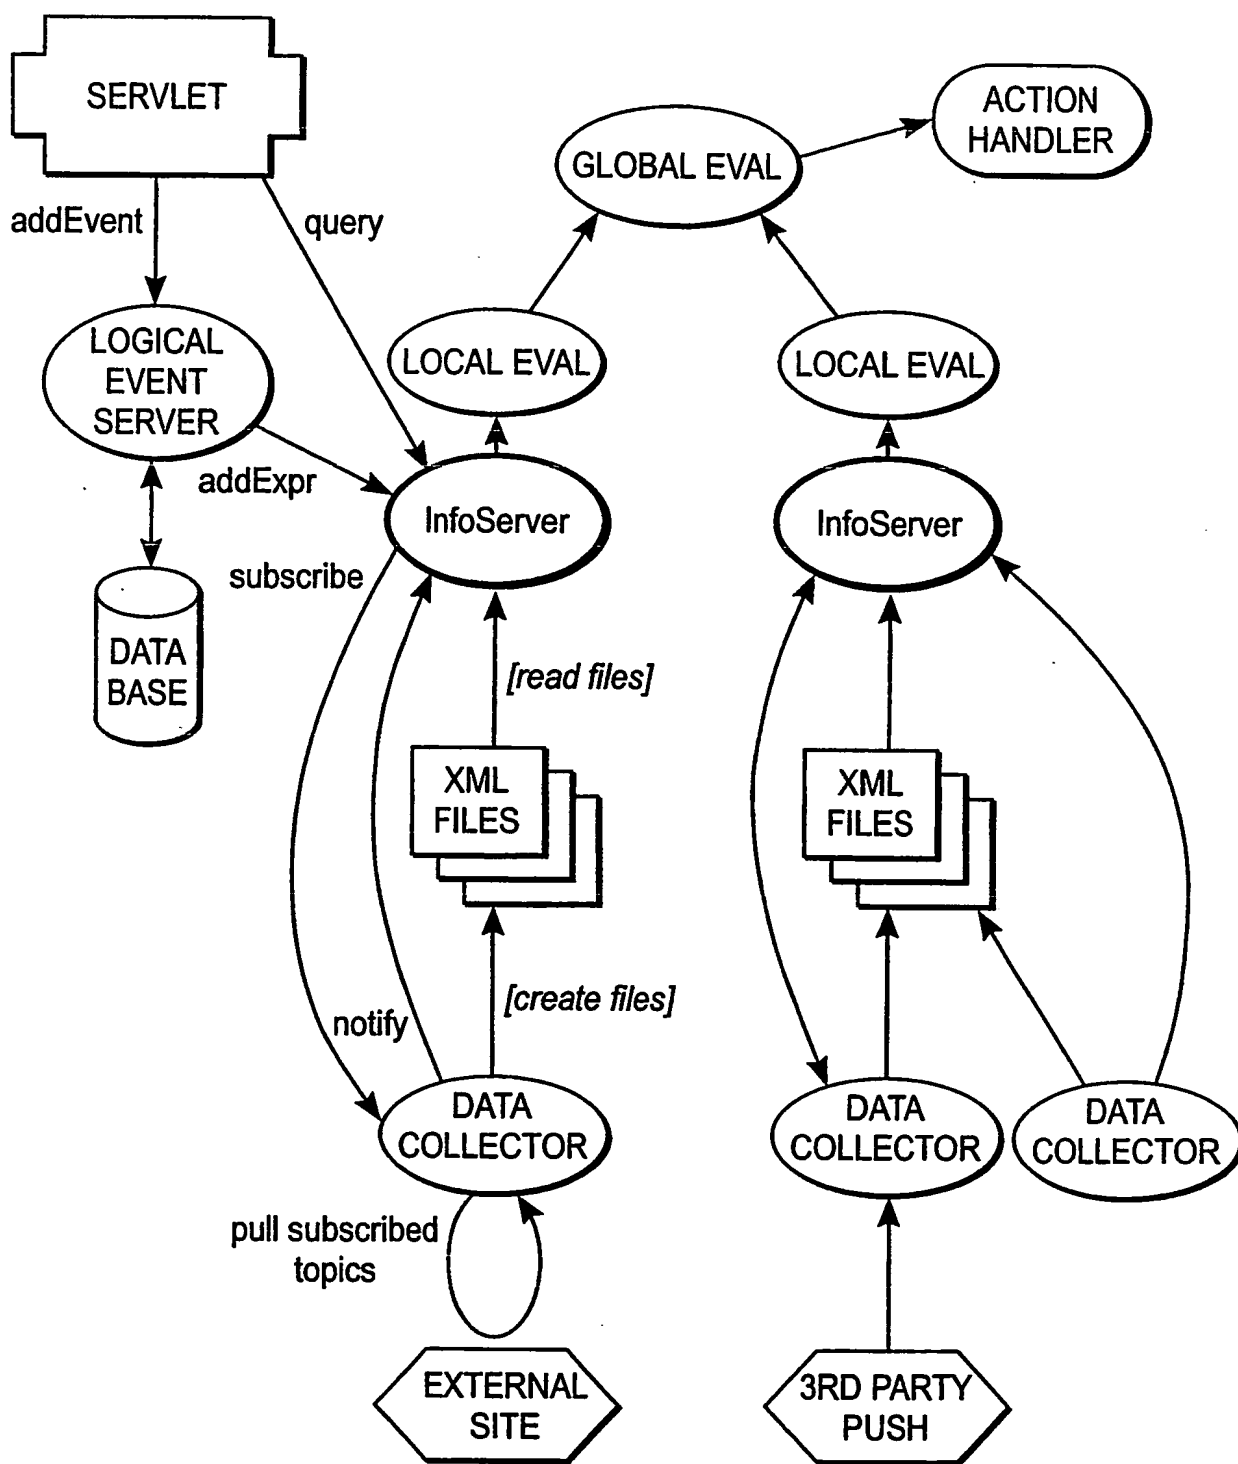 SERVLET
ACTION
HANDLER
GLOBAL EVAL
addEvent
query
LOGICAL
EVENT
SERVER
LOCAL EVAL
LOCAL EVAL
addExpr
InfoServer
InfoServer
subscribe
DATA
BASE
[read files]
XML
FILES
XML
FILES
[create files]
notify
DATA
COLLECTOR
DATA
COLLECTOR
DATA
COLLECTOR
pull subscribed
topics
EXTERNAL
SITE
3RD PARTY
PUSH